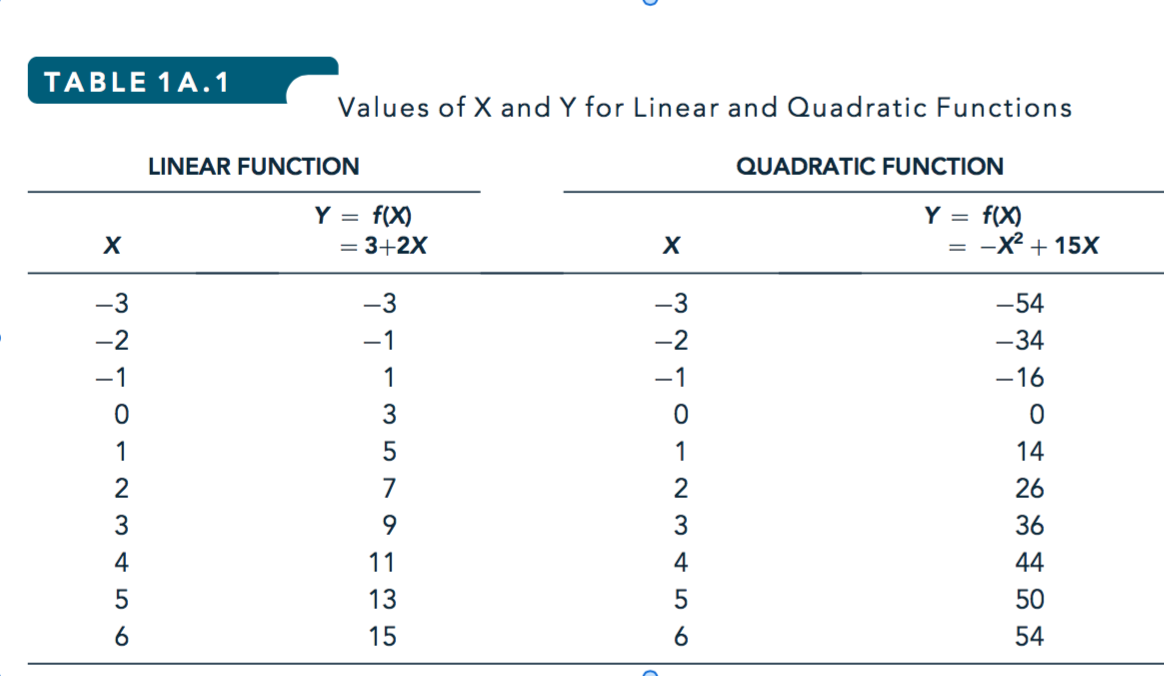 TABLE 1A.1
Values of X and Y for Linear and Quadratic Functions
LINEAR FUNCTION QUADRATIC FUNCTION
Y = f(X) Y = f(X)
X = 3+2X X = −X² + 15X
−3 −3 −3 −54
−2 −1 −2 −34
−1 1 −1 −16
0 3 0 0
1 5 1 14
2 7 2 26
3 9 3 36
4 11 4 44
5 13 5 50
6 15 6 54